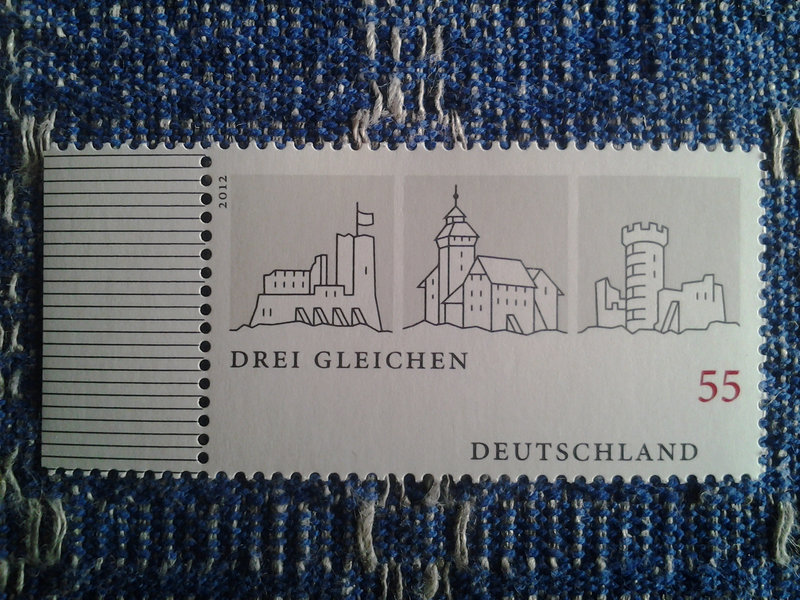 2012
DREI GLEICHEN
55
DEUTSCHLAND